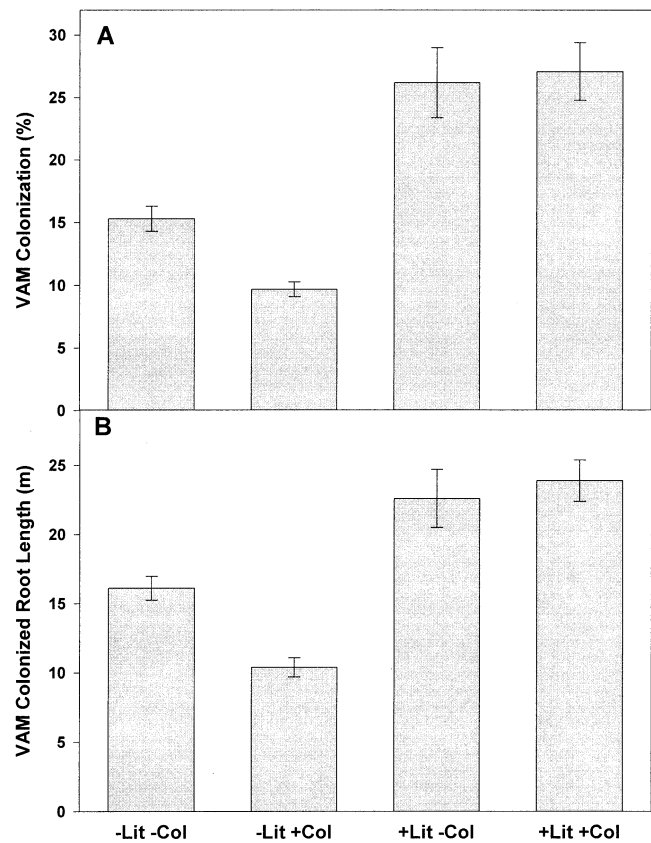 A
30
25
20
15
10
5
0
VAM Colonization (%)
B
25
20
15
10
5
0
VAM Colonized Root Length (m)
-Lit -Col -Lit +Col +Lit -Col +Lit +Col